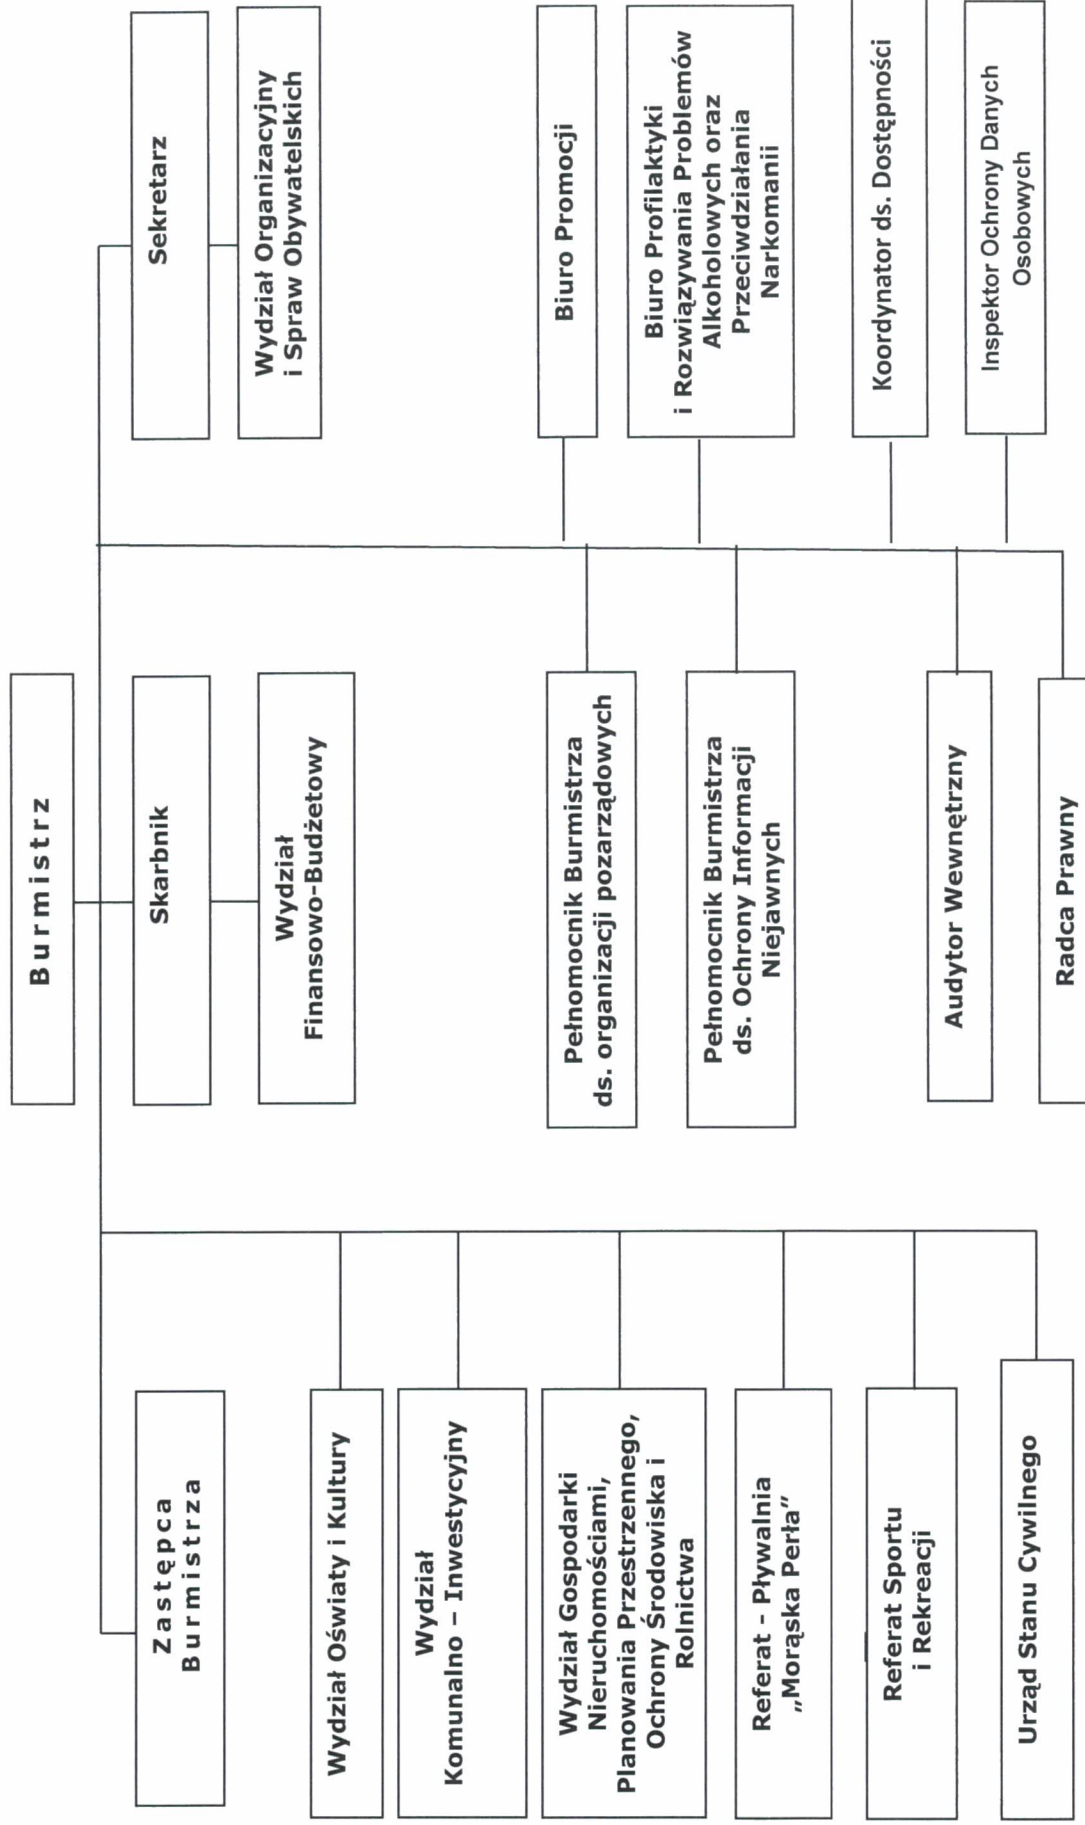 Burmistrz
Zastępca
Burmistrza
Skarbnik
Sekretarz
Wydział
Finansowo-Budżetowy
Wydział Organizacyjny
i Spraw Obywatelskich
Wydział Oświaty i Kultury
Wydział
Komunalno – Inwestycyjny
Wydział Gospodarki
Nieruchomościami,
Planowania Przestrzennego,
Ochrony Środowiska i
Rolnictwa
Referat - Pływalnia
„Morąska Perła”
Referat Sportu
i Rekreacji
Urząd Stanu Cywilnego
Pełnomocnik Burmistrza
ds. organizacji pozarządowych
Pełnomocnik Burmistrza
ds. Ochrony Informacji
Niejawnych
Audytor Wewnętrzny
Radca Prawny
Biuro Promocji
Biuro Profilaktyki
i Rozwiązywania Problemów
Alkoholowych oraz
Przeciwdziałania
Narkomanii
Koordynator ds. Dostępności
Inspektor Ochrony Danych
Osobowych